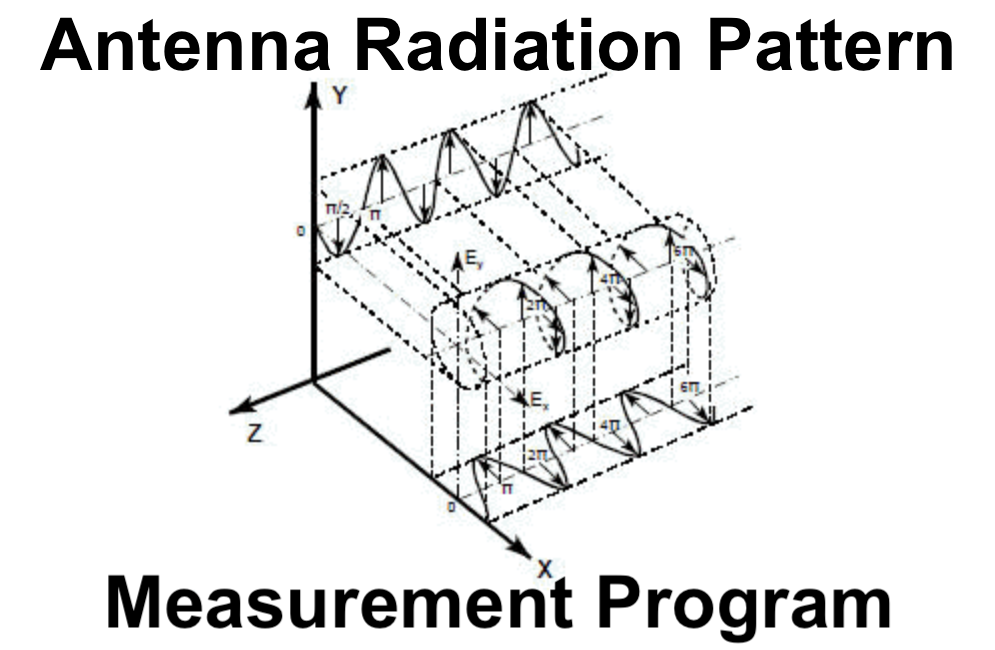 Antenna Radiation Pattern
Y
π/2
π
0
6π
E_y
4π
2π
E_x
6π
Z
4π
2π
π
0
X
Measurement Program